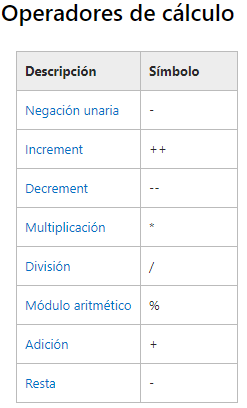 Operadores de cálculo
Descripción Símbolo
Negación unaria -
Increment ++
Decrement --
Multiplicación *
División /
Módulo aritmético %
Adición +
Resta -